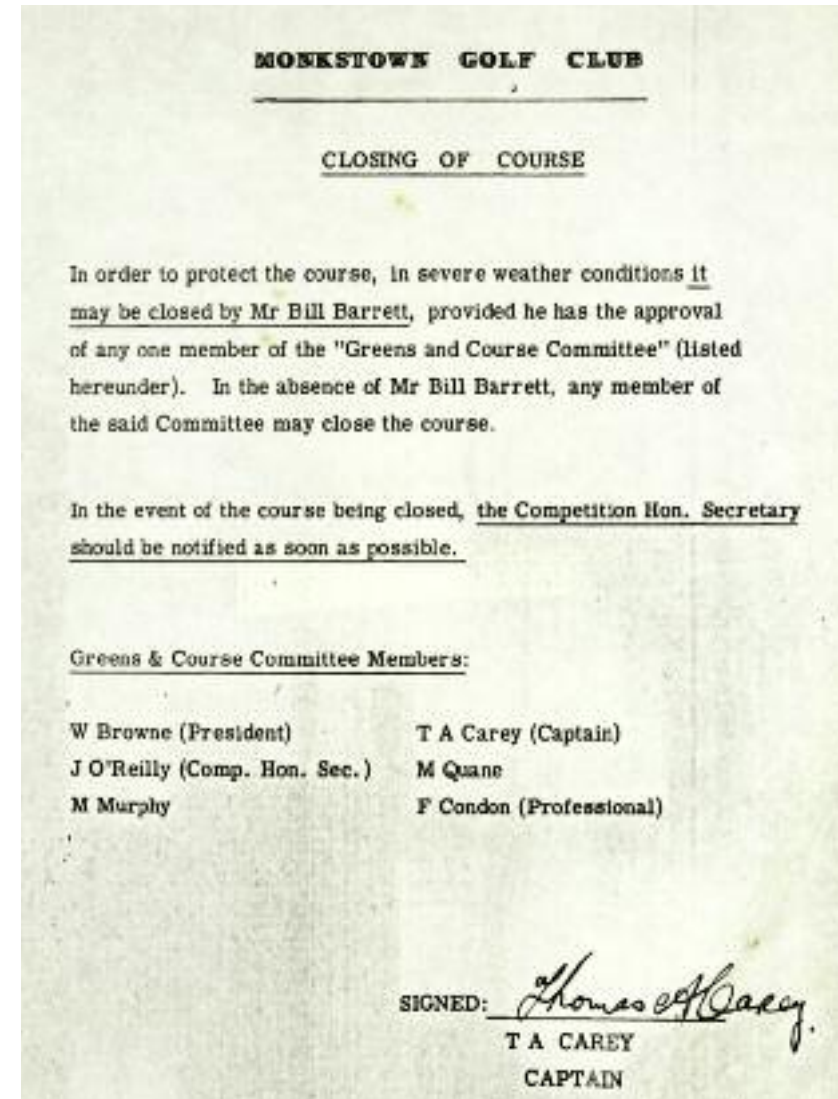 MONKSTOWN GOLF CLUB
CLOSING OF COURSE
In order to protect the course, in severe weather conditions it
may be closed by Mr Bill Barrett, provided he has the approval
of any one member of the "Greens and Course Committee" (listed
hereunder). In the absence of Mr Bill Barrett, any member of
the said Committee may close the course.
In the event of the course being closed, the Competition Hon. Secretary
should be notified as soon as possible.
Greens & Course Committee Members:
W Browne (President) T A Carey (Captain)
J O'Reilly (Comp. Hon. Sec.) M Quane
M Murphy F Condon (Professional)
SIGNED: Thomas A Carey.
T A CAREY
CAPTAIN